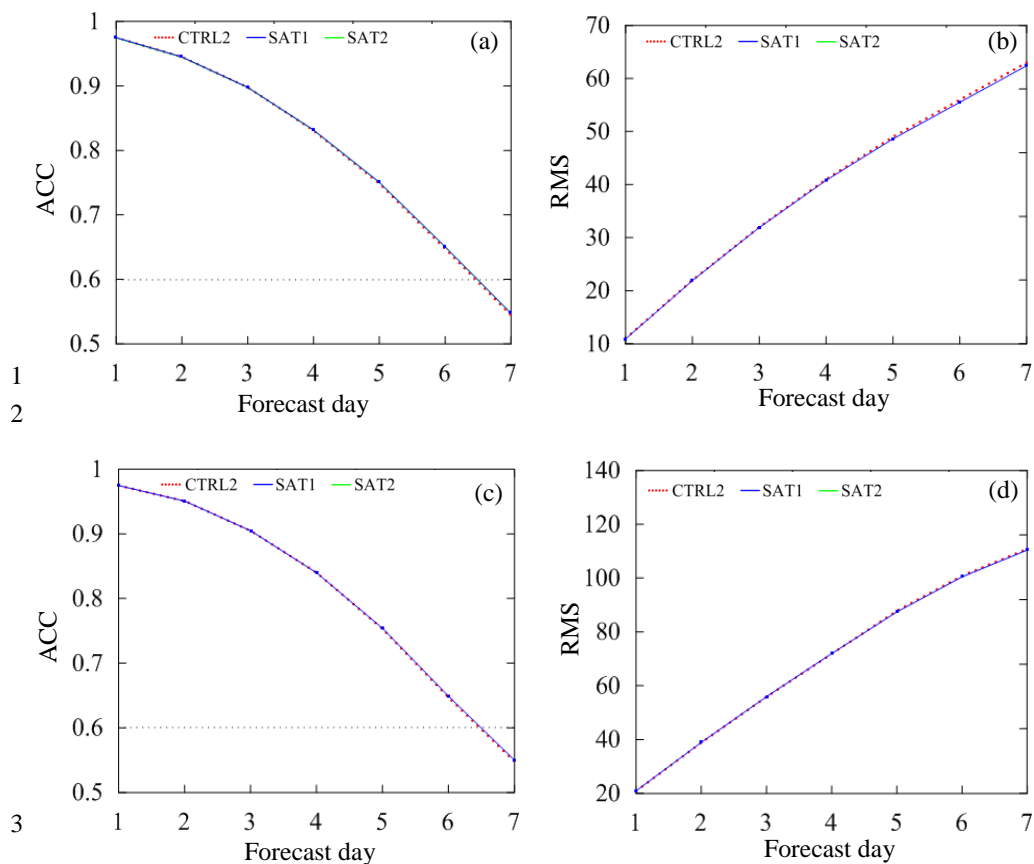 CTRL2 SAT1 SAT2 (a)
1
0.9
0.8
0.7
0.6
0.5
ACC
1 2 3 4 5 6 7
Forecast day
CTRL2 SAT1 SAT2 (b)
70
60
50
40
30
20
10
RMS
1 2 3 4 5 6 7
Forecast day
1
2
CTRL2 SAT1 SAT2 (c)
1
0.9
0.8
0.7
0.6
0.5
ACC
1 2 3 4 5 6 7
Forecast day
CTRL2 SAT1 SAT2 (d)
140
120
100
80
60
40
20
RMS
1 2 3 4 5 6 7
Forecast day
3